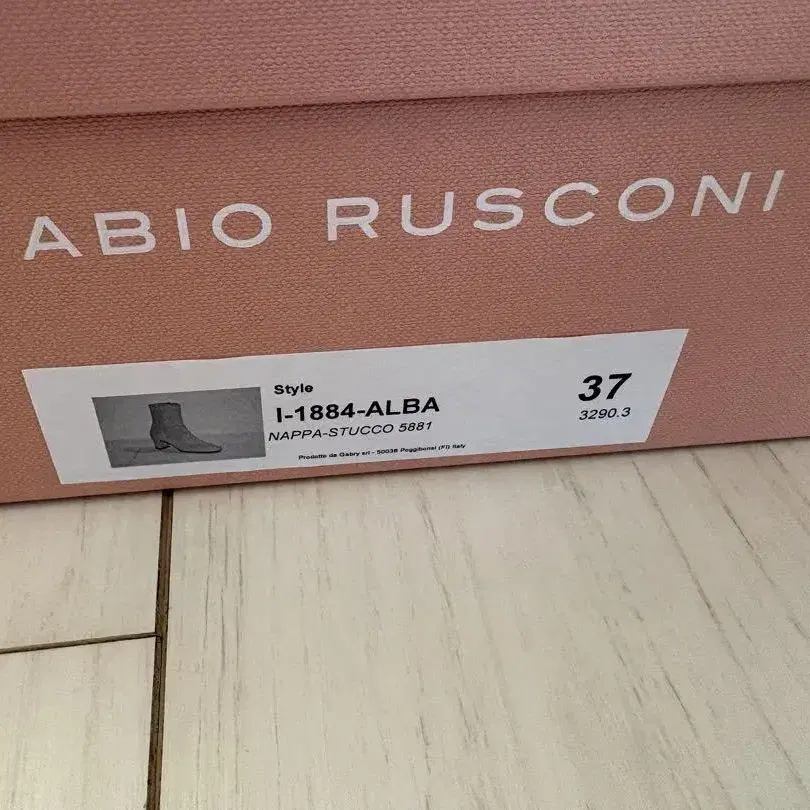 ABIO RUSCONI
Style
I-1884-ALBA
NAPPA-STUCCO 5881
37
3290.3
Prodotto da Gabry srl - 50036 Poggibonsi (FI) Italy